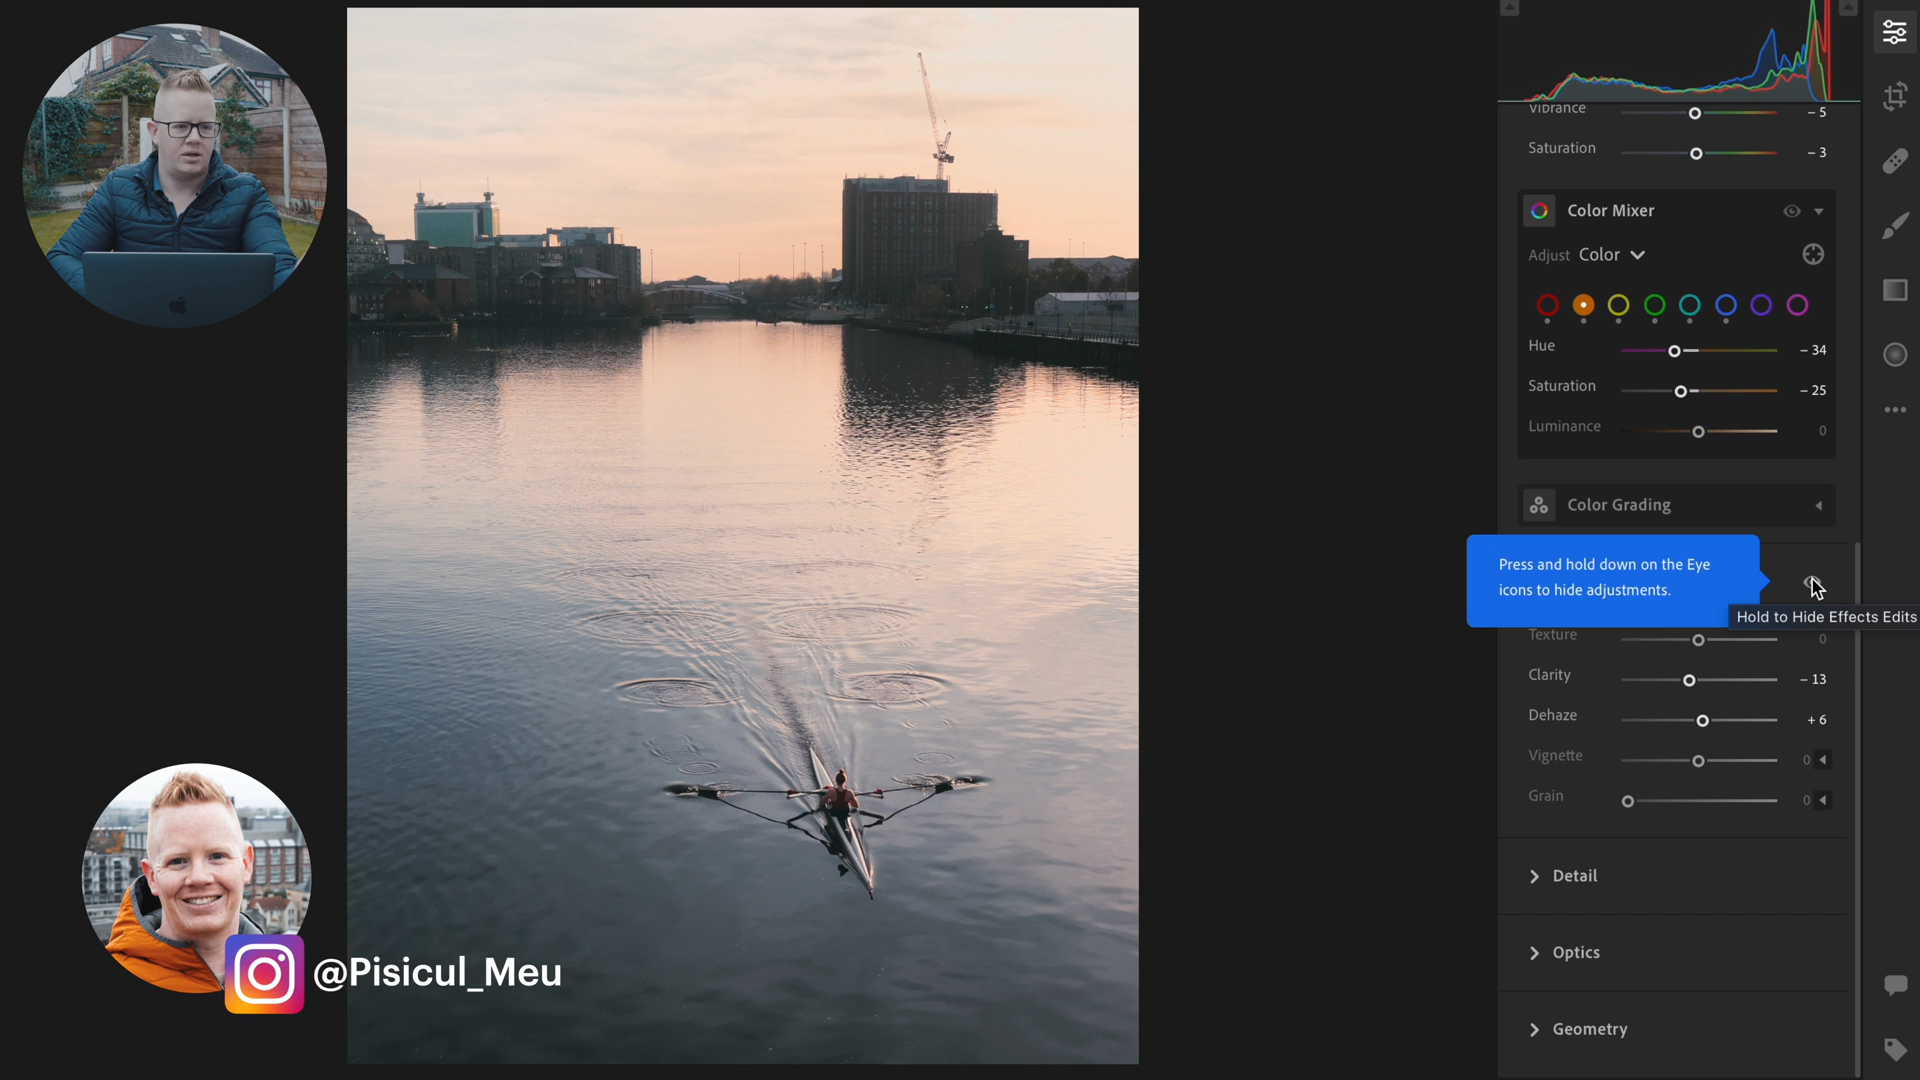 Vibrance
− 5
Saturation
− 3
Color Mixer
Adjust Color
Hue
− 34
Saturation
− 25
Luminance
0
Color Grading
Press and hold down on the Eye
icons to hide adjustments.
Hold to Hide Effects Edits
Texture
0
Clarity
− 13
Dehaze
+ 6
Vignette
0
Grain
0
Detail
Optics
Geometry
@Pisicul_Meu